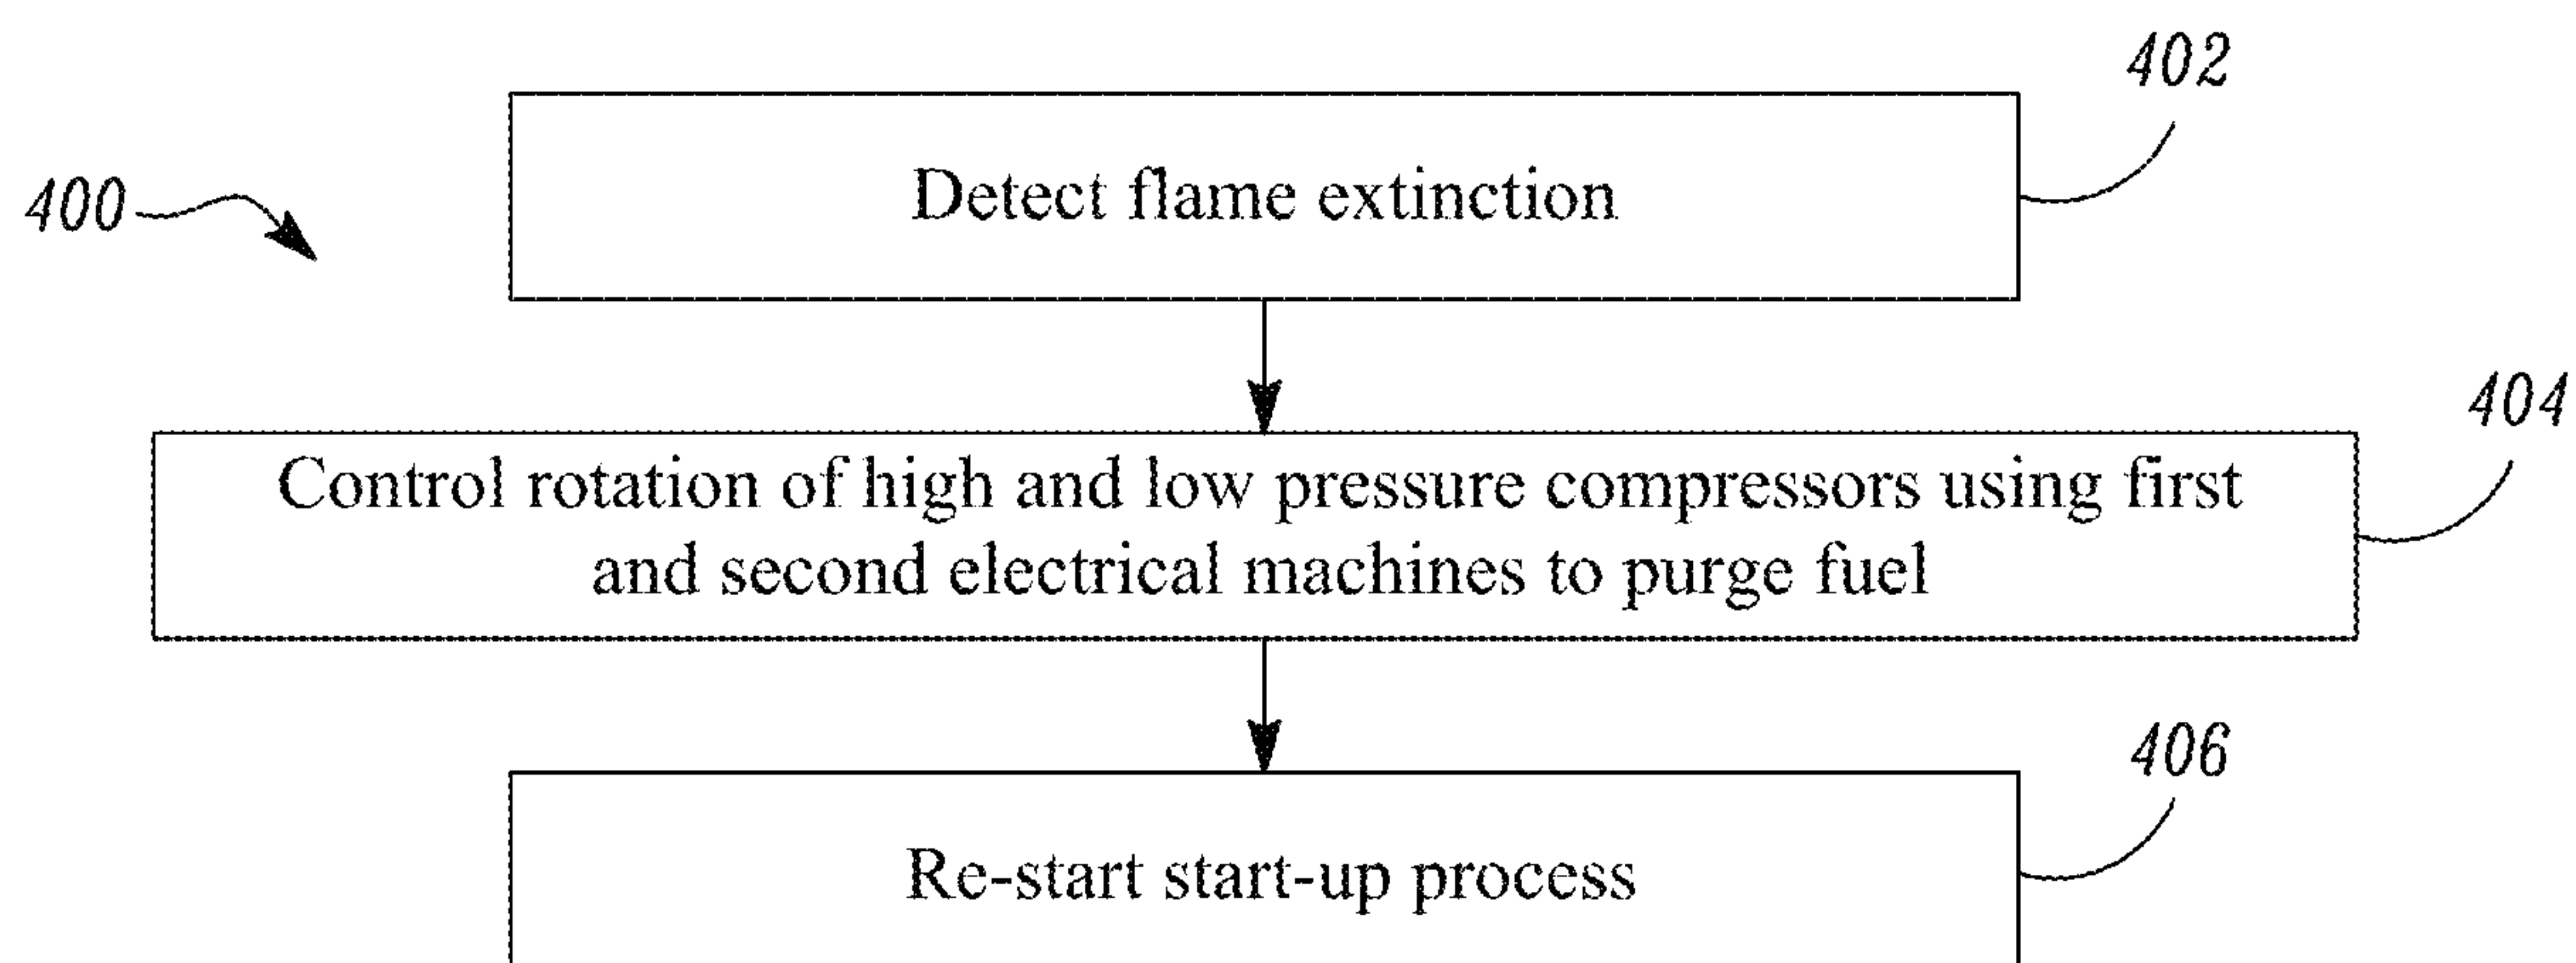 402
400
Detect flame extinction
404
Control rotation of high and low pressure compressors using first
and second electrical machines to purge fuel
406
Re-start start-up process